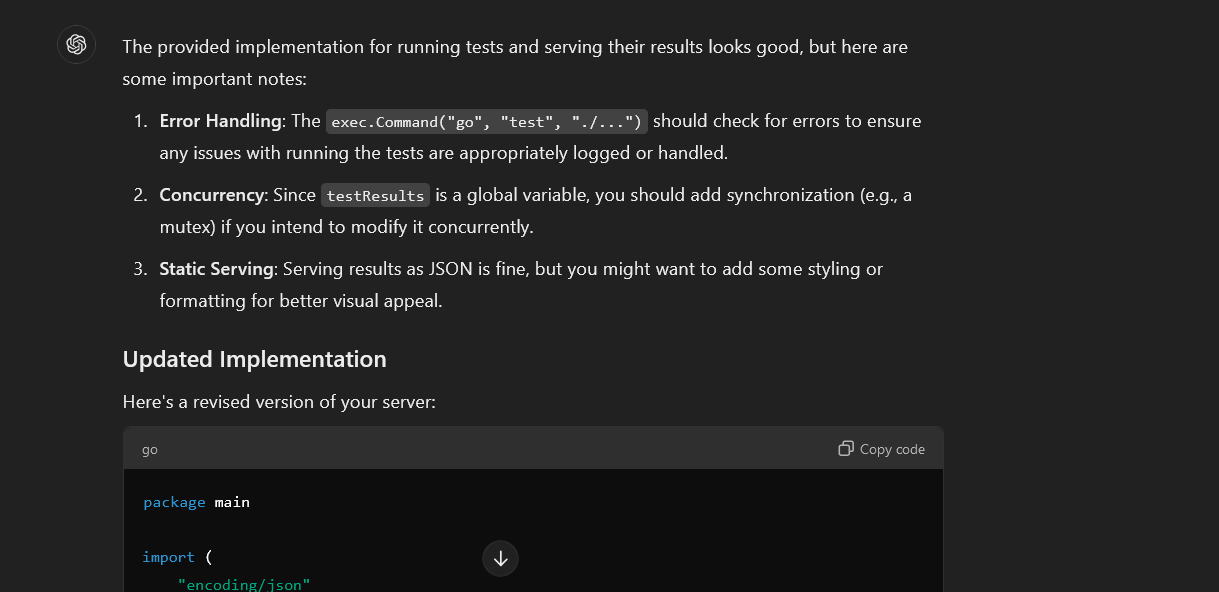 The provided implementation for running tests and serving their results looks good, but here are
some important notes:
1. Error Handling: The exec.Command("go", "test", "./...") should check for errors to ensure
any issues with running the tests are appropriately logged or handled.
2. Concurrency: Since testResults is a global variable, you should add synchronization (e.g., a
mutex) if you intend to modify it concurrently.
3. Static Serving: Serving results as JSON is fine, but you might want to add some styling or
formatting for better visual appeal.
Updated Implementation
Here's a revised version of your server:
go
Copy code
package main
import (
"encoding/json"